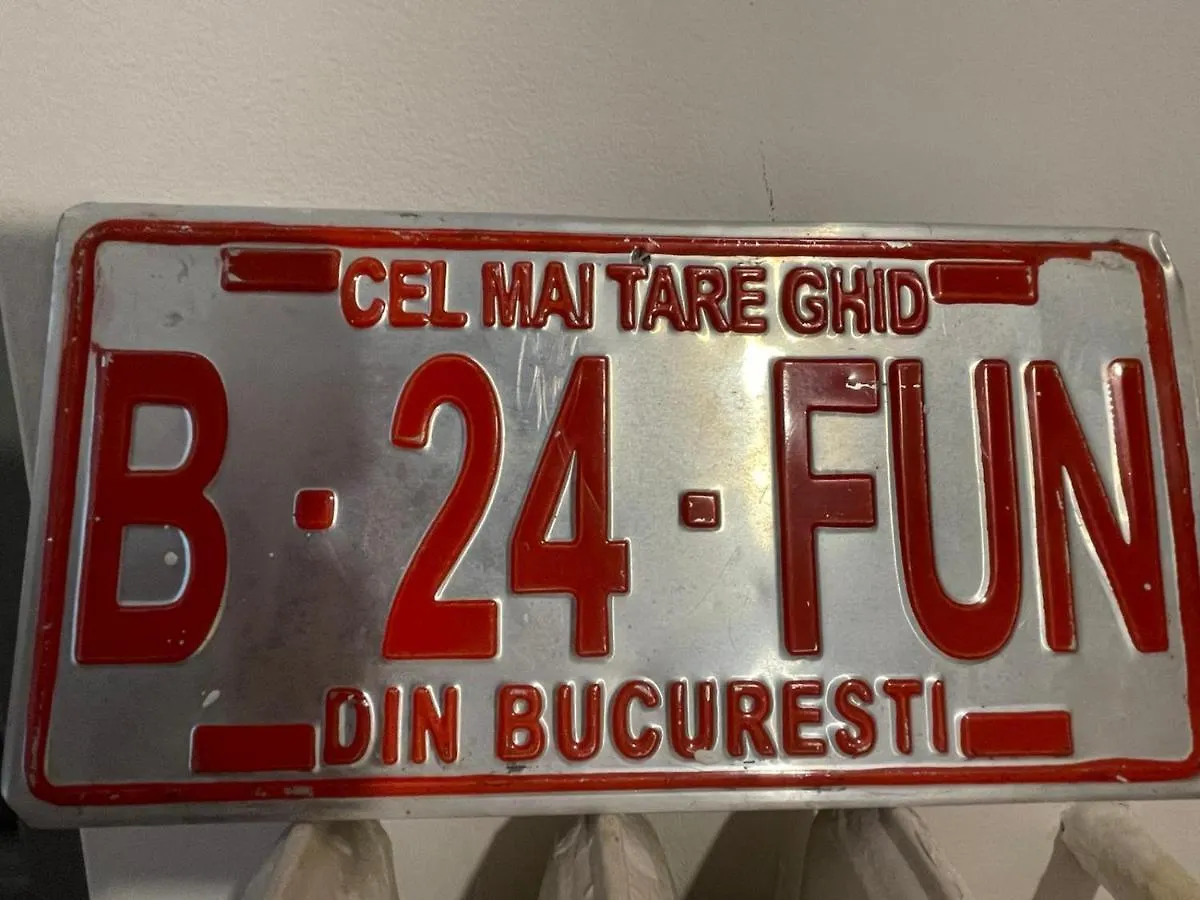 CEL MAI TARE GHID
B·24·FUN
DIN BUCURESTI